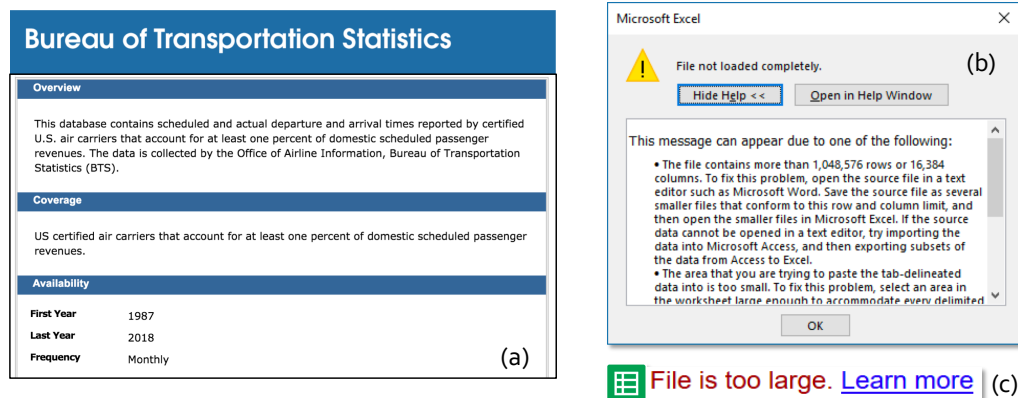 Bureau of Transportation Statistics
Overview
This database contains scheduled and actual departure and arrival times reported by certified
U.S. air carriers that account for at least one percent of domestic scheduled passenger
revenues. The data is collected by the Office of Airline Information, Bureau of Transportation
Statistics (BTS).
Coverage
US certified air carriers that account for at least one percent of domestic scheduled passenger
revenues.
Availability
First Year 1987
Last Year 2018
Frequency Monthly
(a)
Microsoft Excel
File not loaded completely.
(b)
Hide Help << Open in Help Window
This message can appear due to one of the following:
• The file contains more than 1,048,576 rows or 16,384
columns. To fix this problem, open the source file in a text
editor such as Microsoft Word. Save the source file as several
smaller files that conform to this row and column limit, and
then open the smaller files in Microsoft Excel. If the source
data cannot be opened in a text editor, try importing the
data into Microsoft Access, and then exporting subsets of
the data from Access to Excel.
• The area that you are trying to paste the tab-delineated
data into is too small. To fix this problem, select an area in
the worksheet large enough to accommodate every delimited
OK
File is too large. Learn more (c)